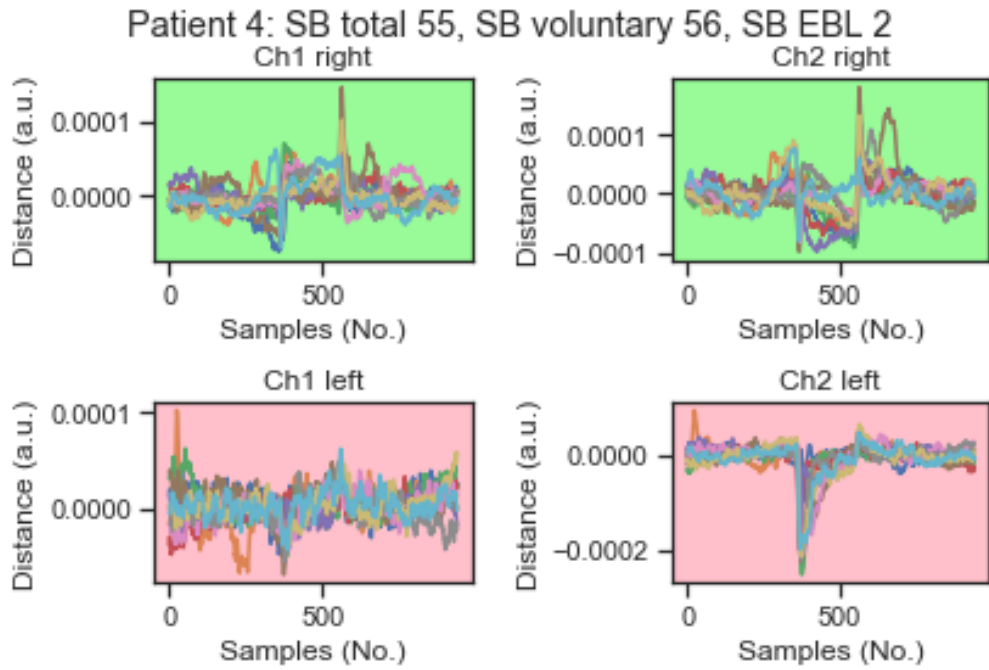 Patient 4: SB total 55, SB voluntary 56, SB EBL 2
Ch1 right
Ch2 right
Distance (a.u.)
0.0001
0.0000
0 500
Samples (No.)
Distance (a.u.)
0.0001
0.0000
−0.0001
0 500
Samples (No.)
Ch1 left
Ch2 left
Distance (a.u.)
0.0001
0.0000
0 500
Samples (No.)
Distance (a.u.)
0.0000
−0.0002
0 500
Samples (No.)